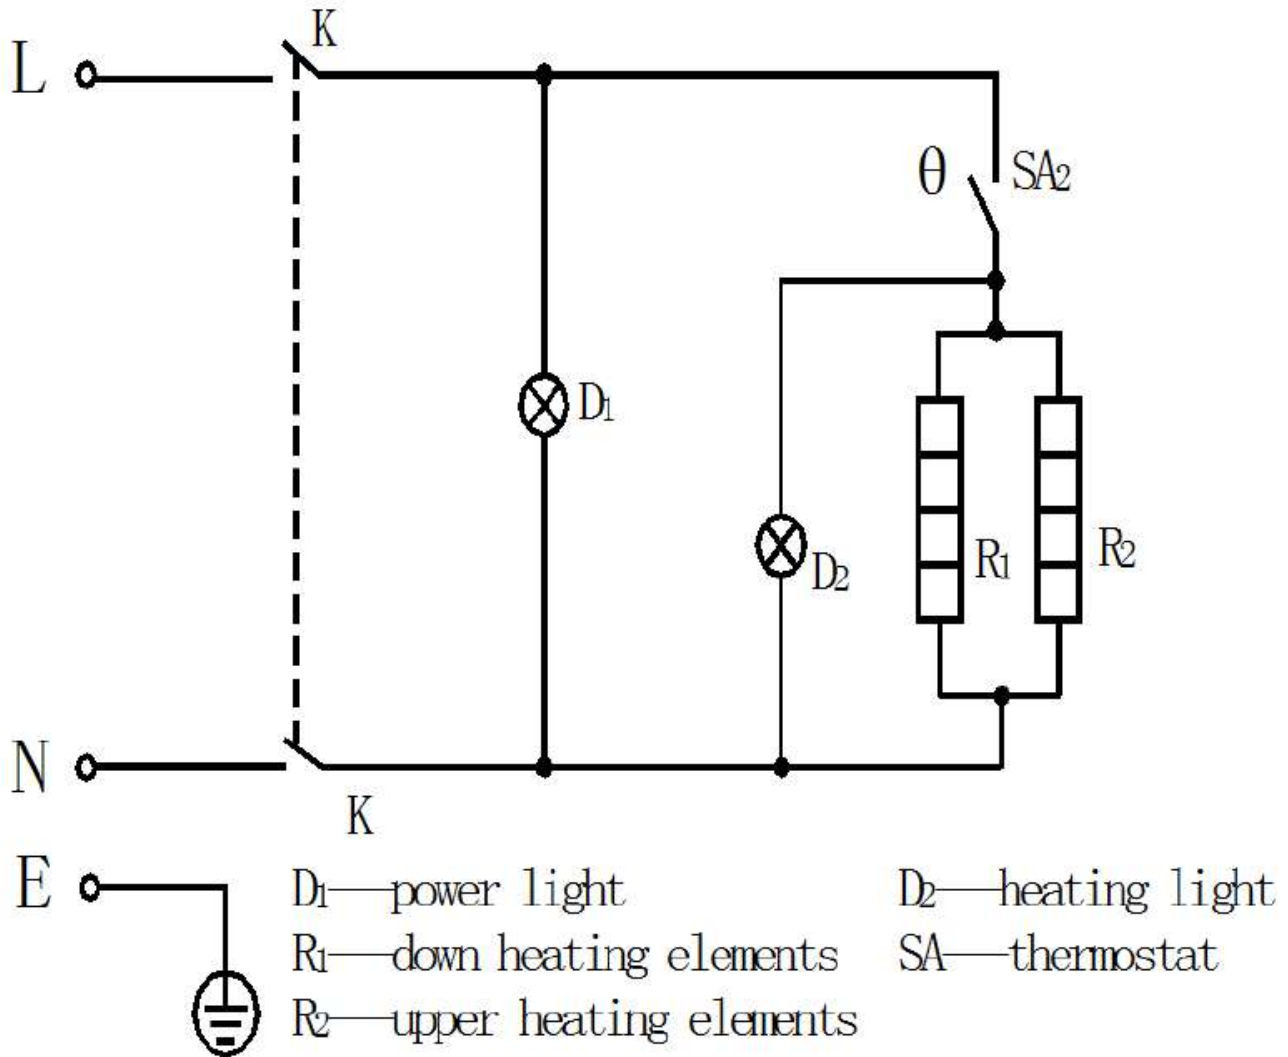 K
L
θ SA2
D1
D2
R1
R2
N
K
E
D1—power light
D2—heating light
R1—down heating elements
SA—thermostat
R2—upper heating elements